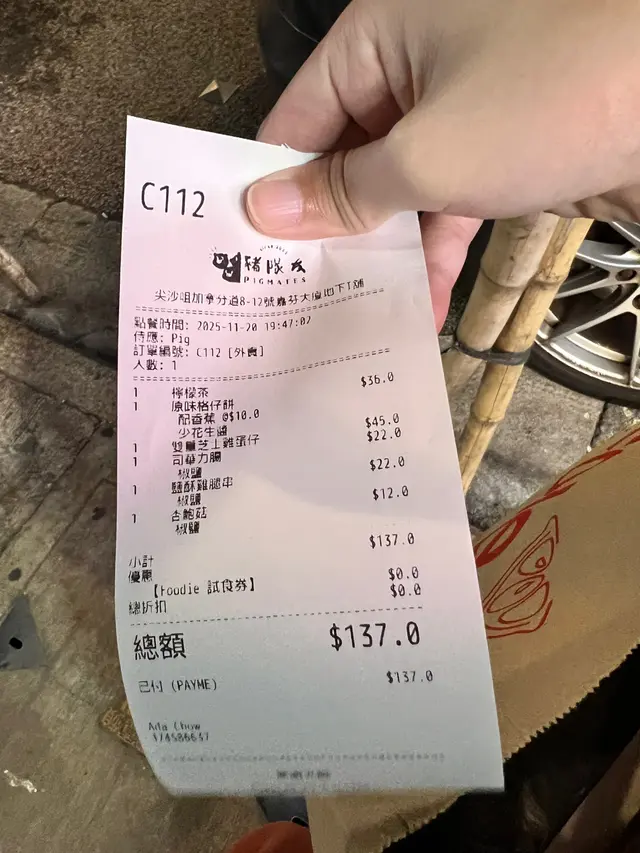 C112
豬隊友
PIGMATES
尖沙咀加拿分道8-12號嘉芬大廈地下1舖
點餐時間: 2025-11-20 19:47:07
侍應: Pig
訂單編號: C112 [外賣]
人數: 1
1 檸檬茶 $36.0
1 原味格仔餅
配香蕉 @$10.0
少花生醬 $45.0
1 雙重芝士雞蛋仔 $22.0
1 司華力腸
椒鹽 $22.0
1 鹽酥雞腿串
椒鹽 $12.0
1 杏鮑菇
椒鹽
小計 $137.0
優惠
【Foodie 試食券】 $0.0
總折扣 $0.0
總額 $137.0
已付 (PAYME) $137.0
Chow